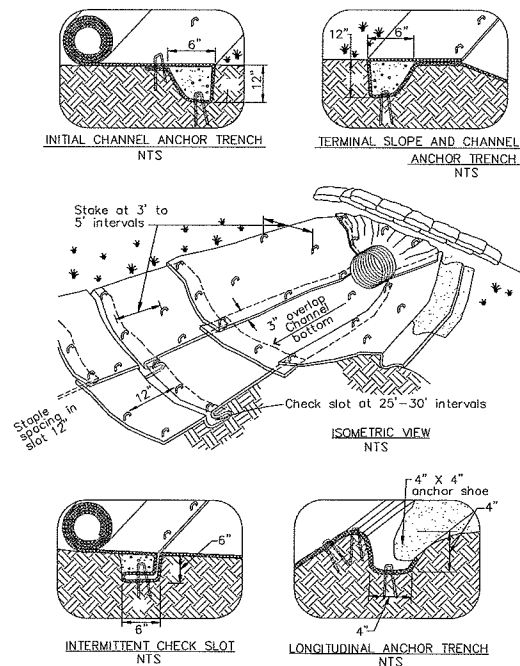 6"
12"
INITIAL CHANNEL ANCHOR TRENCH
NTS
12"
6"
TERMINAL SLOPE AND CHANNEL
ANCHOR TRENCH
NTS
Stake at 3' to
5' intervals
3" overlap
Channel
bottom
12"
Staple
spacing in
slot 12"
Check slot at 25'-30' intervals
ISOMETRIC VIEW
NTS
6"
6"
INTERMITTENT CHECK SLOT
NTS
4" X 4"
anchor shoe
4"
4"
LONGITUDINAL ANCHOR TRENCH
NTS